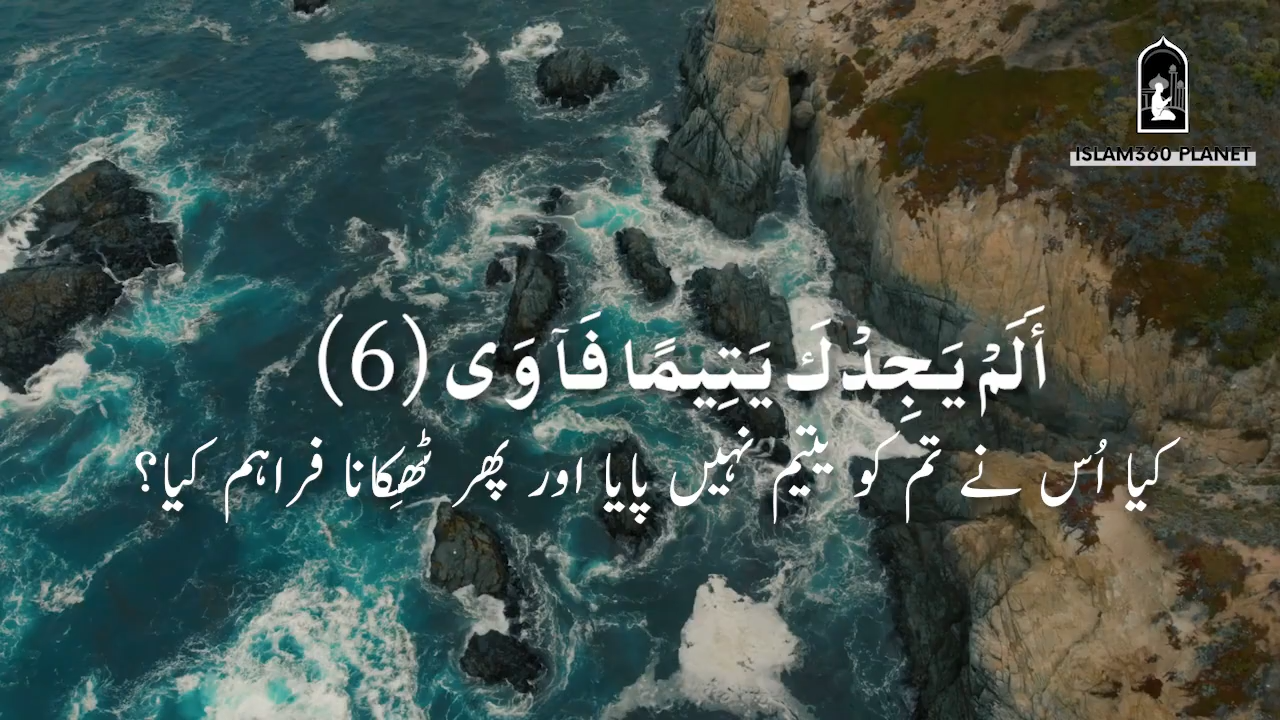 ISLAM360 PLANET
أَلَمْ يَجِدْكَ يَتِيمًا فَآوَى (6)
کیا اُس نے تم کو یتیم نہیں پایا اور پھر ٹھِکانا فراہم کیا؟